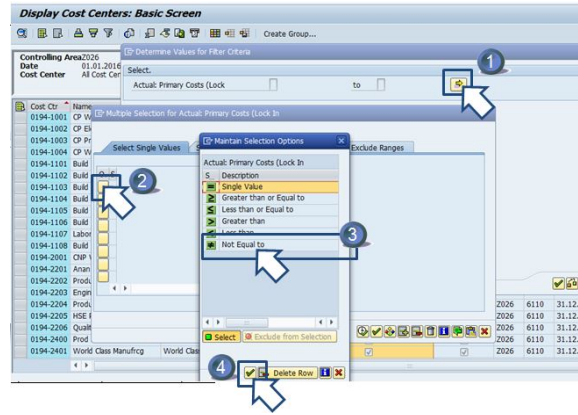 Display Cost Centers: Basic Screen
Create Group...
Controlling Area Z026
Date 01.01.2016
Cost Center All Cost Cen
Determine Values for Filter Criteria
1
Select.
Actual: Primary Costs (Lock to
Cost Ctr Name
Multiple Selection for Actual: Primary Costs (Lock In
Select Single Values
Exclude Ranges
Maintain Selection Options
Actual: Primary Costs (Lock In
S.. Description
Single Value
Greater than or Equal to
Less than or Equal to
Greater than
Less than
Not Equal to
2
3
0194-1001 CP W
0194-1002 CP Ele
0194-1003 CP Pr
0194-1004 CP W
0194-1101 Build
0194-1102 Build
0194-1103 Build
0194-1104 Build
0194-1105 Build
0194-1106 Build
0194-1107 Labor
0194-1108 Build
0194-2001 CNP
0194-2201 Anan
0194-2202 Produ
0194-2203 Engin
0194-2204 Produ Z026 6110 31.12.
0194-2205 HSE Z026 6110 31.12.
0194-2206 Qualit Z026 6110 31.12.
0194-2400 Prod Z026 6110 31.12.
0194-2401 World Class Manufrcg World Clas Z026 6110 31.12.
Select Exclude from Selection
4
Delete Row